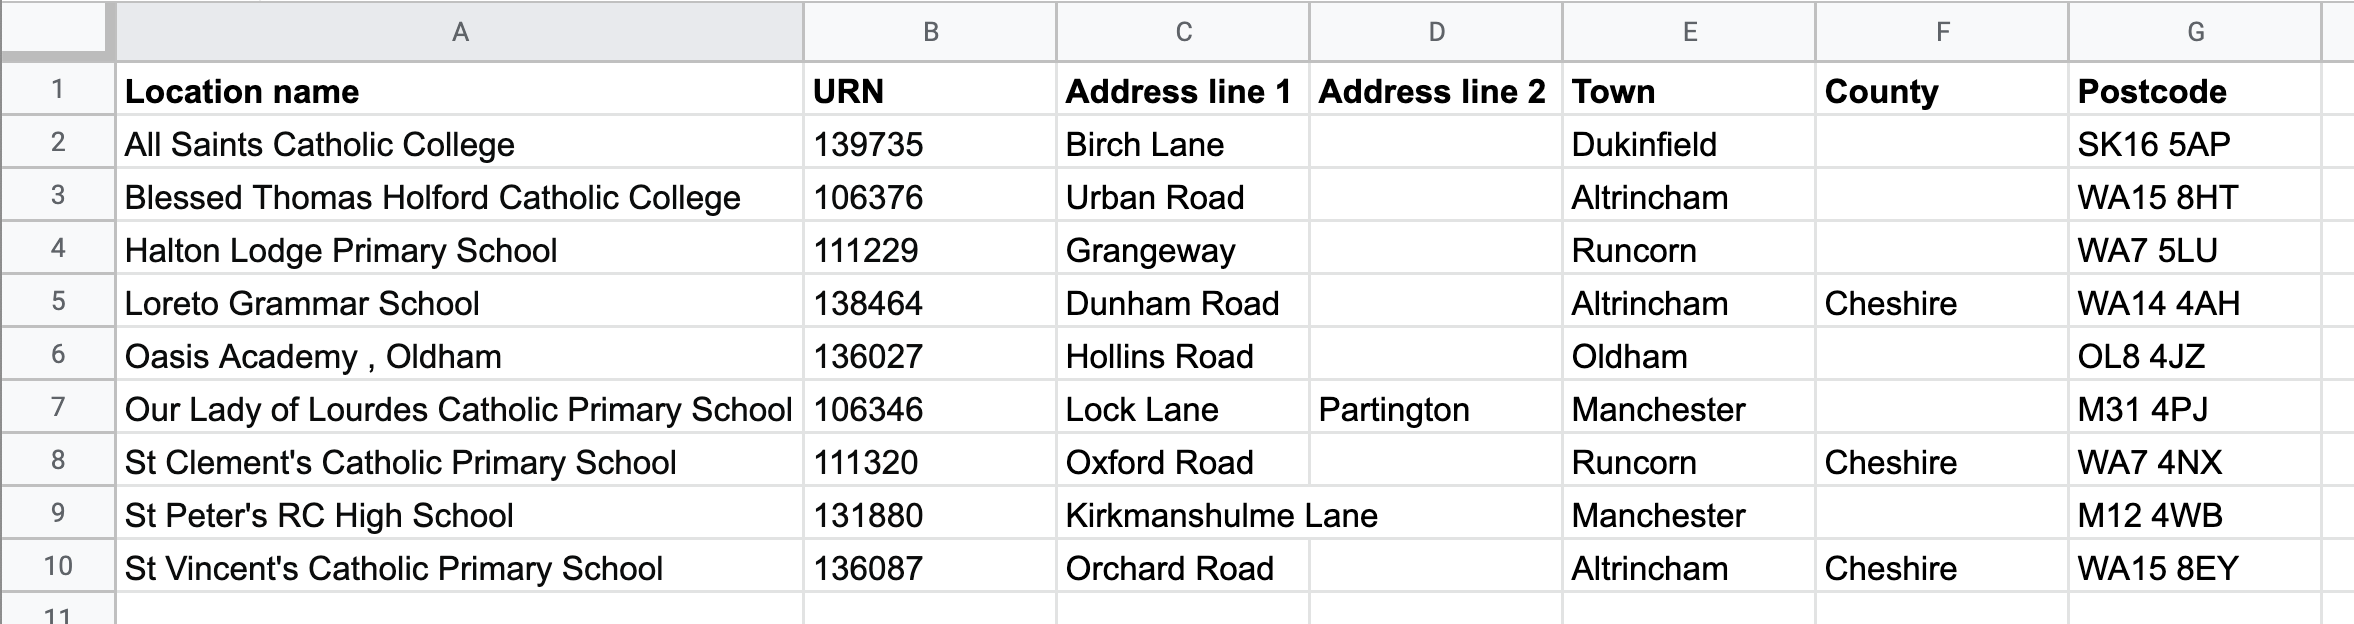 A B C D E F G
1 Location name URN Address line 1 Address line 2 Town County Postcode
2 All Saints Catholic College 139735 Birch Lane Dukinfield SK16 5AP
3 Blessed Thomas Holford Catholic College 106376 Urban Road Altrincham WA15 8HT
4 Halton Lodge Primary School 111229 Grangeway Runcorn WA7 5LU
5 Loreto Grammar School 138464 Dunham Road Altrincham Cheshire WA14 4AH
6 Oasis Academy , Oldham 136027 Hollins Road Oldham OL8 4JZ
7 Our Lady of Lourdes Catholic Primary School 106346 Lock Lane Partington Manchester M31 4PJ
8 St Clement's Catholic Primary School 111320 Oxford Road Runcorn Cheshire WA7 4NX
9 St Peter's RC High School 131880 Kirkmanshulme Lane Manchester M12 4WB
10 St Vincent's Catholic Primary School 136087 Orchard Road Altrincham Cheshire WA15 8EY
11